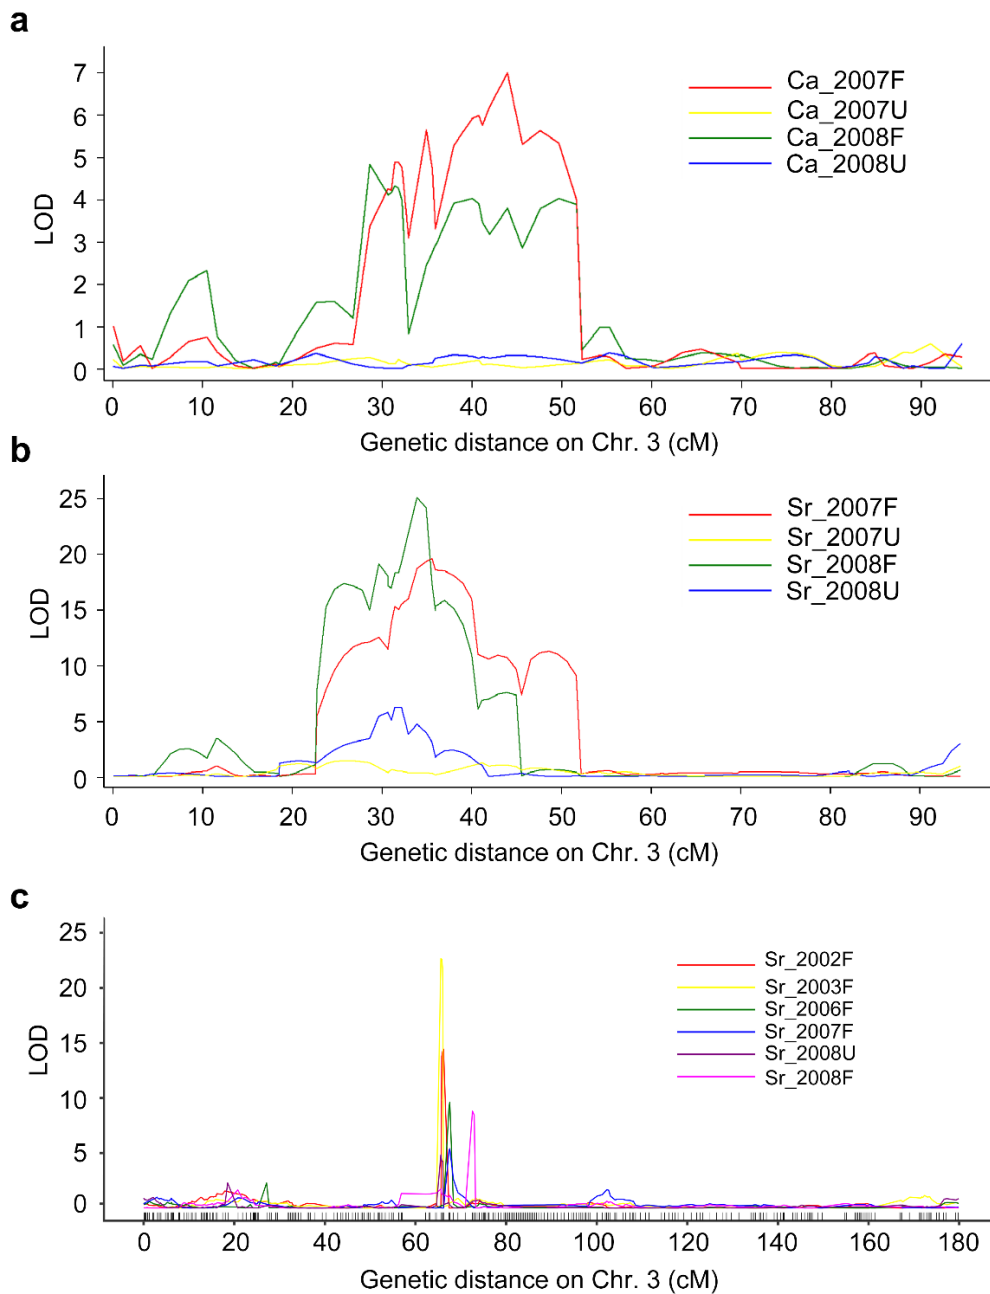 a
7
6
5
4
3
2
1
0
LOD
Ca_2007F
Ca_2007U
Ca_2008F
Ca_2008U
0 10 20 30 40 50 60 70 80 90
Genetic distance on Chr. 3 (cM)
b
25
20
15
10
5
0
LOD
Sr_2007F
Sr_2007U
Sr_2008F
Sr_2008U
0 10 20 30 40 50 60 70 80 90
Genetic distance on Chr. 3 (cM)
c
25
20
15
10
5
0
LOD
Sr_2002F
Sr_2003F
Sr_2006F
Sr_2007F
Sr_2008U
Sr_2008F
0 20 40 60 80 100 120 140 160 180
Genetic distance on Chr. 3 (cM)